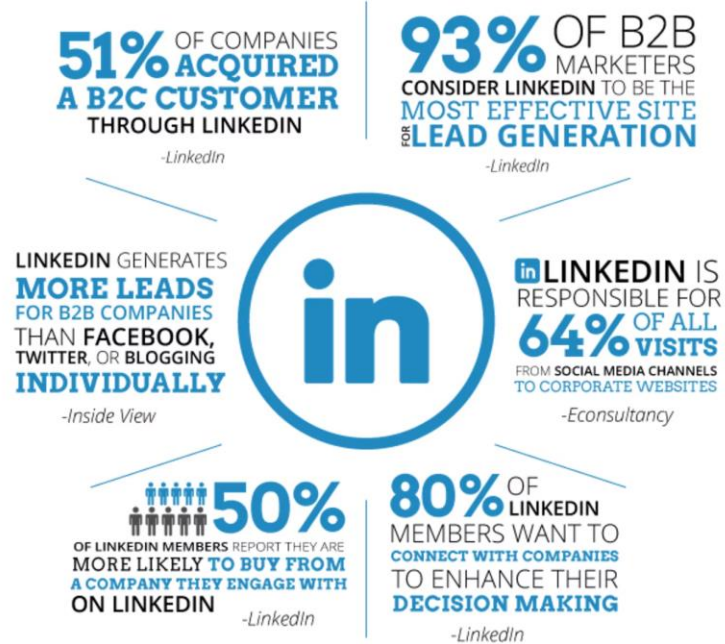 51% OF COMPANIES
ACQUIRED
A B2C CUSTOMER
THROUGH LINKEDIN
-LinkedIn
93% OF B2B
MARKETERS
CONSIDER LINKEDIN TO BE THE
MOST EFFECTIVE SITE
FOR LEAD GENERATION
-LinkedIn
LINKEDIN GENERATES
MORE LEADS
FOR B2B COMPANIES
THAN FACEBOOK,
TWITTER, OR BLOGGING
INDIVIDUALLY
-Inside View
in
in LINKEDIN IS
RESPONSIBLE FOR
64% OF ALL
VISITS
FROM SOCIAL MEDIA CHANNELS
TO CORPORATE WEBSITES
-Econsultancy
50%
OF LINKEDIN MEMBERS REPORT THEY ARE
MORE LIKELY TO BUY FROM
A COMPANY THEY ENGAGE WITH
ON LINKEDIN
-LinkedIn
80% OF
LINKEDIN
MEMBERS WANT TO
CONNECT WITH COMPANIES
TO ENHANCE THEIR
DECISION MAKING
-LinkedIn